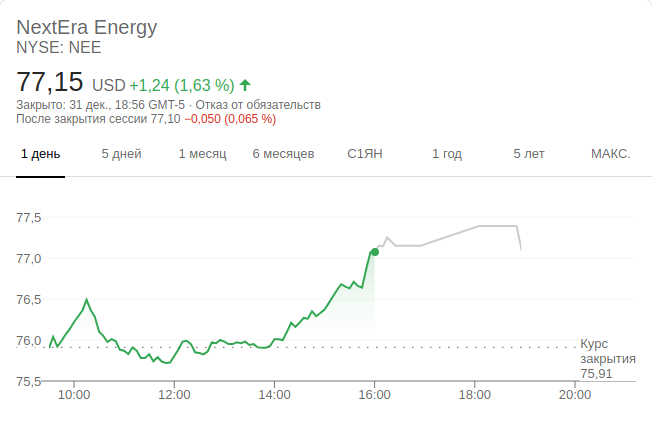 NextEra Energy
NYSE: NEE
77,15 USD +1,24 (1,63 %)
Закрыто: 31 дек., 18:56 GMT-5 · Отказ от обязательств
После закрытия сессии 77,10 −0,050 (0,065 %)
1 день 5 дней 1 месяц 6 месяцев С1ЯН 1 год 5 лет МАКС.
77,5
77,0
76,5
76,0
Курс
закрытия
75,91
75,5
10:00 12:00 14:00 16:00 18:00 20:00